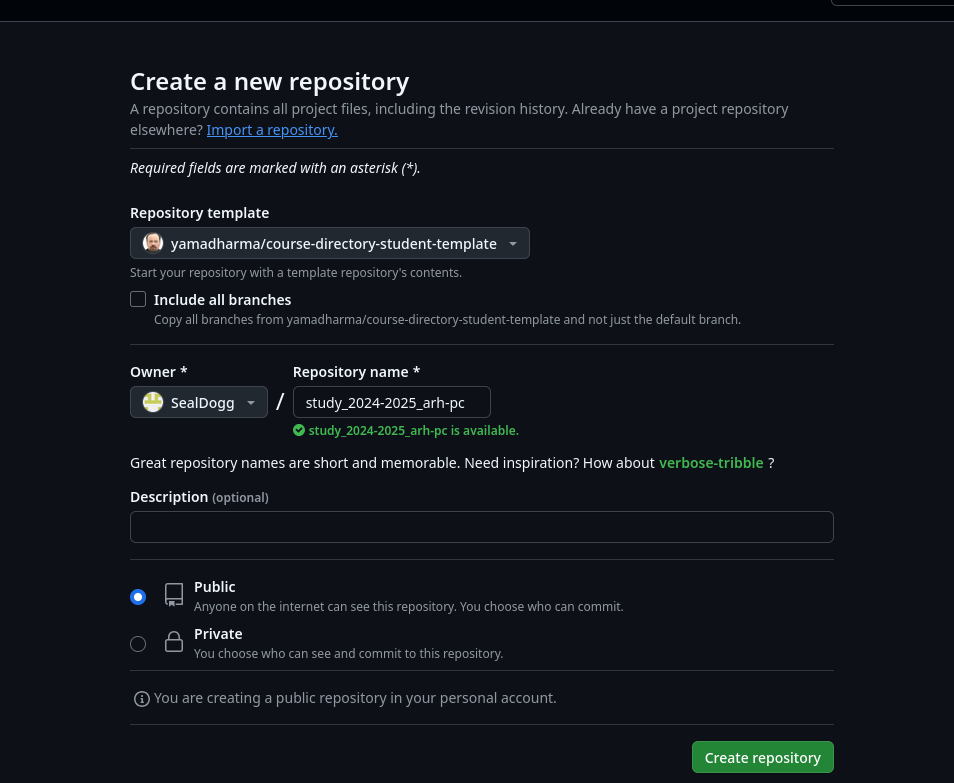 Create a new repository
A repository contains all project files, including the revision history. Already have a project repository
elsewhere? Import a repository.
Required fields are marked with an asterisk (*).
Repository template
yamadharma/course-directory-student-template
Start your repository with a template repository's contents.
Include all branches
Copy all branches from yamadharma/course-directory-student-template and not just the default branch.
Owner * Repository name *
SealDogg / study_2024-2025_arh-pc
study_2024-2025_arh-pc is available.
Great repository names are short and memorable. Need inspiration? How about verbose-tribble ?
Description (optional)
Public
Anyone on the internet can see this repository. You choose who can commit.
Private
You choose who can see and commit to this repository.
You are creating a public repository in your personal account.
Create repository